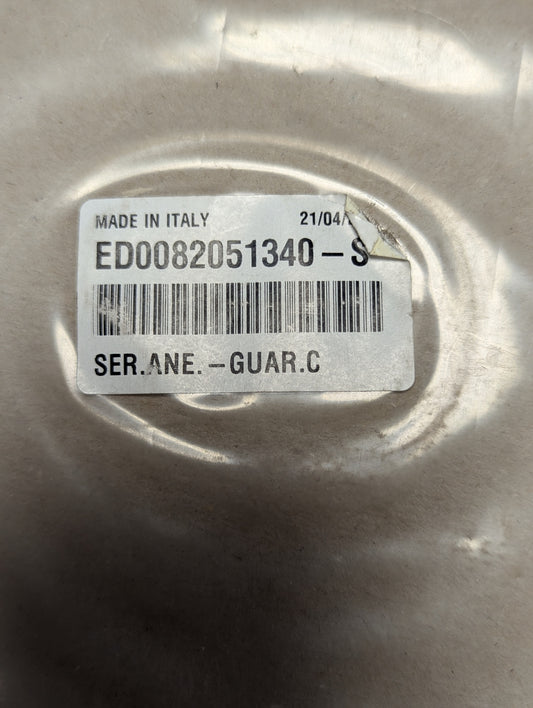 MADE IN ITALY 21/04/
ED0082051340-S
SER.ANE.-GUAR.C